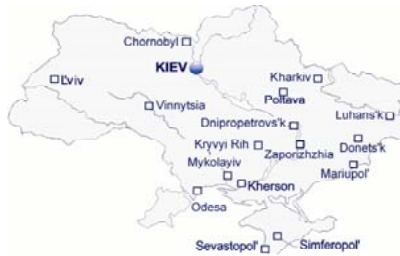 Chornobyl
KIEV
L'viv
Kharkiv
Poltava
Vinnytsia
Luhans'k
Dnipropetrovs'k
Kryvyi Rih
Zaporizhzhia
Donets'k
Mykolayiv
Mariupol'
Kherson
Odesa
Sevastopol'
Simferopol'